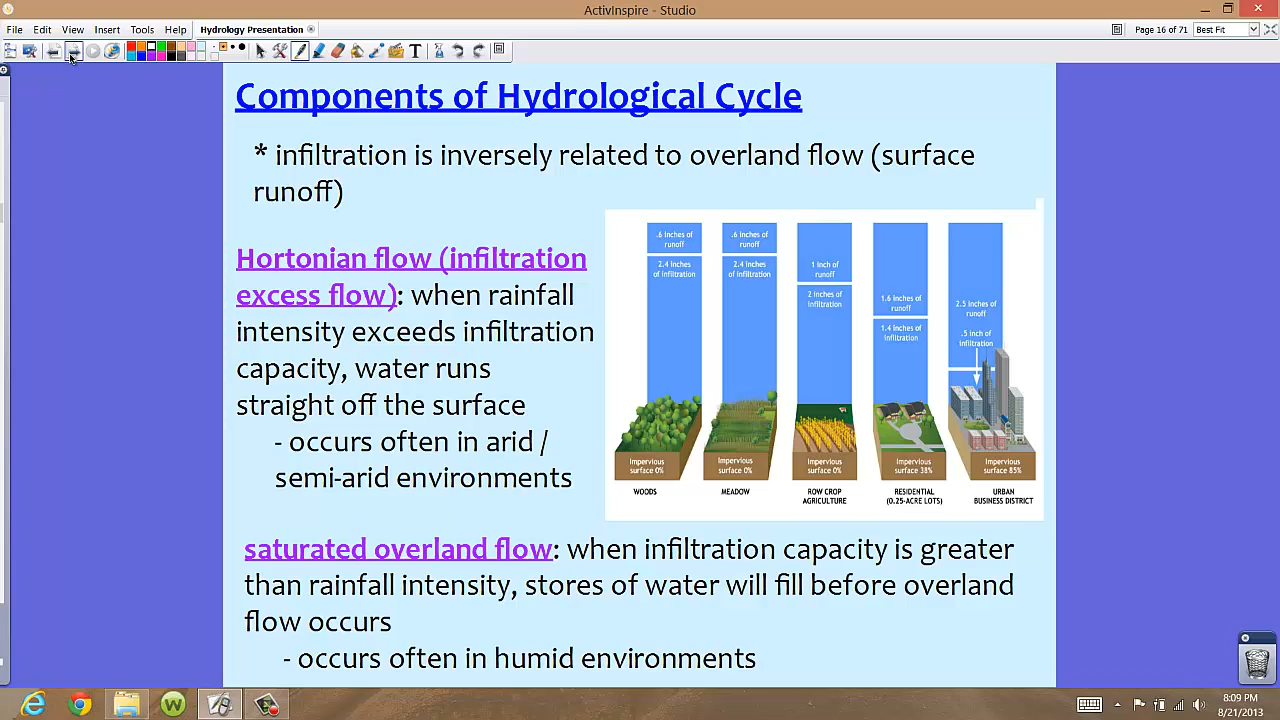 ActivInspire - Studio
File Edit View Insert Tools Help Hydrology Presentation Page 16 of 71 Best Fit
Components of Hydrological Cycle
* infiltration is inversely related to overland flow (surface
runoff)
Hortonian flow (infiltration
excess flow): when rainfall
intensity exceeds infiltration
capacity, water runs
straight off the surface
- occurs often in arid /
semi-arid environments
.6 inches of
runoff
2.4 inches
of infiltration
Impervious
surface 0%
WOODS
.6 inches of
runoff
2.4 inches
of infiltration
Impervious
surface 0%
MEADOW
1 inch of
runoff
2 inches of
infiltration
Impervious
surface 0%
ROW CROP
AGRICULTURE
1.6 inches of
runoff
1.4 inches of
infiltration
Impervious
surface 38%
RESIDENTIAL
(0.25-ACRE LOTS)
2.5 inches of
runoff
.5 inch of
infiltration
Impervious
surface 85%
URBAN
BUSINESS DISTRICT
saturated overland flow: when infiltration capacity is greater
than rainfall intensity, stores of water will fill before overland
flow occurs
- occurs often in humid environments
8:09 PM
8/21/2013